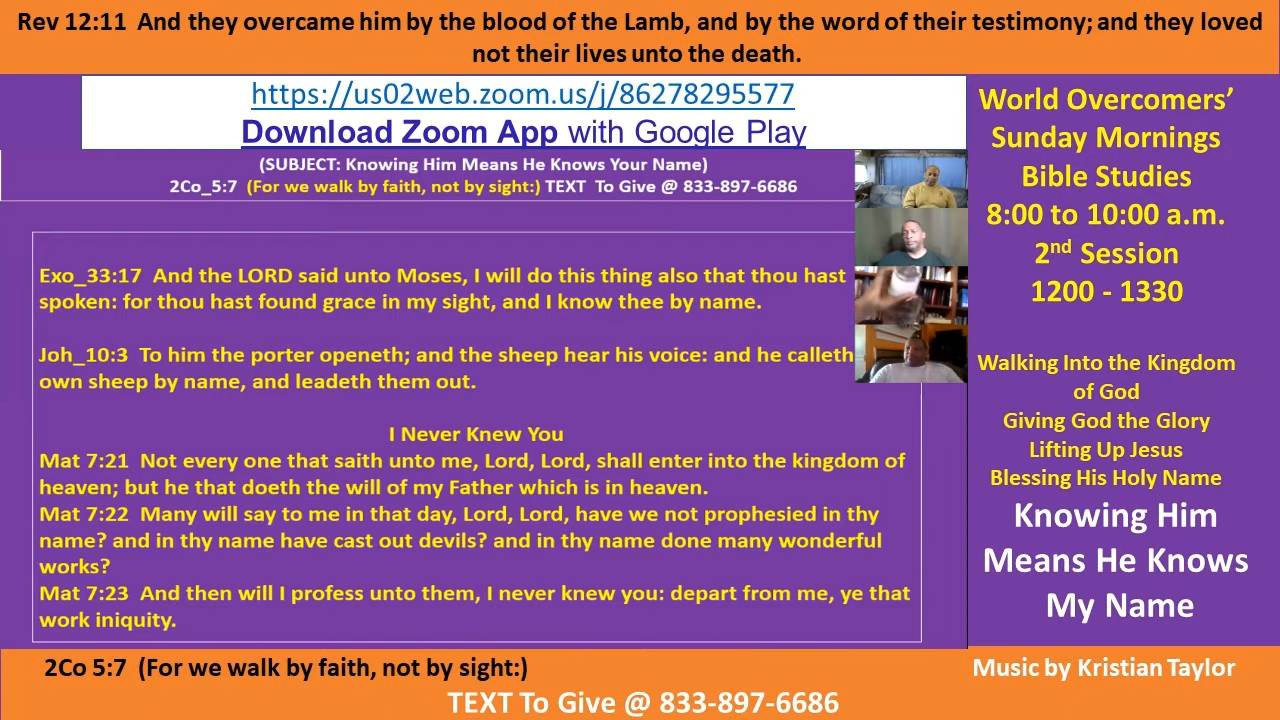 Rev 12:11  And they overcame him by the blood of the Lamb, and by the word of their testimony; and they loved
not their lives unto the death.
https://us02web.zoom.us/j/86278295577
Download Zoom App with Google Play
(SUBJECT: Knowing Him Means He Knows Your Name)
2Co_5:7  (For we walk by faith, not by sight:) TEXT  To Give @ 833-897-6686
Exo_33:17  And the LORD said unto Moses, I will do this thing also that thou hast
spoken: for thou hast found grace in my sight, and I know thee by name.
Joh_10:3  To him the porter openeth; and the sheep hear his voice: and he calleth
own sheep by name, and leadeth them out.
I Never Knew You
Mat 7:21  Not every one that saith unto me, Lord, Lord, shall enter into the kingdom of
heaven; but he that doeth the will of my Father which is in heaven.
Mat 7:22  Many will say to me in that day, Lord, Lord, have we not prophesied in thy
name? and in thy name have cast out devils? and in thy name done many wonderful
works?
Mat 7:23  And then will I profess unto them, I never knew you: depart from me, ye that
work iniquity.
World Overcomers’
Sunday Mornings
Bible Studies
8:00 to 10:00 a.m.
2nd Session
1200 - 1330
Walking Into the Kingdom
of God
Giving God the Glory
Lifting Up Jesus
Blessing His Holy Name
Knowing Him
Means He Knows
My Name
2Co 5:7  (For we walk by faith, not by sight:)
Music by Kristian Taylor
TEXT To Give @ 833-897-6686